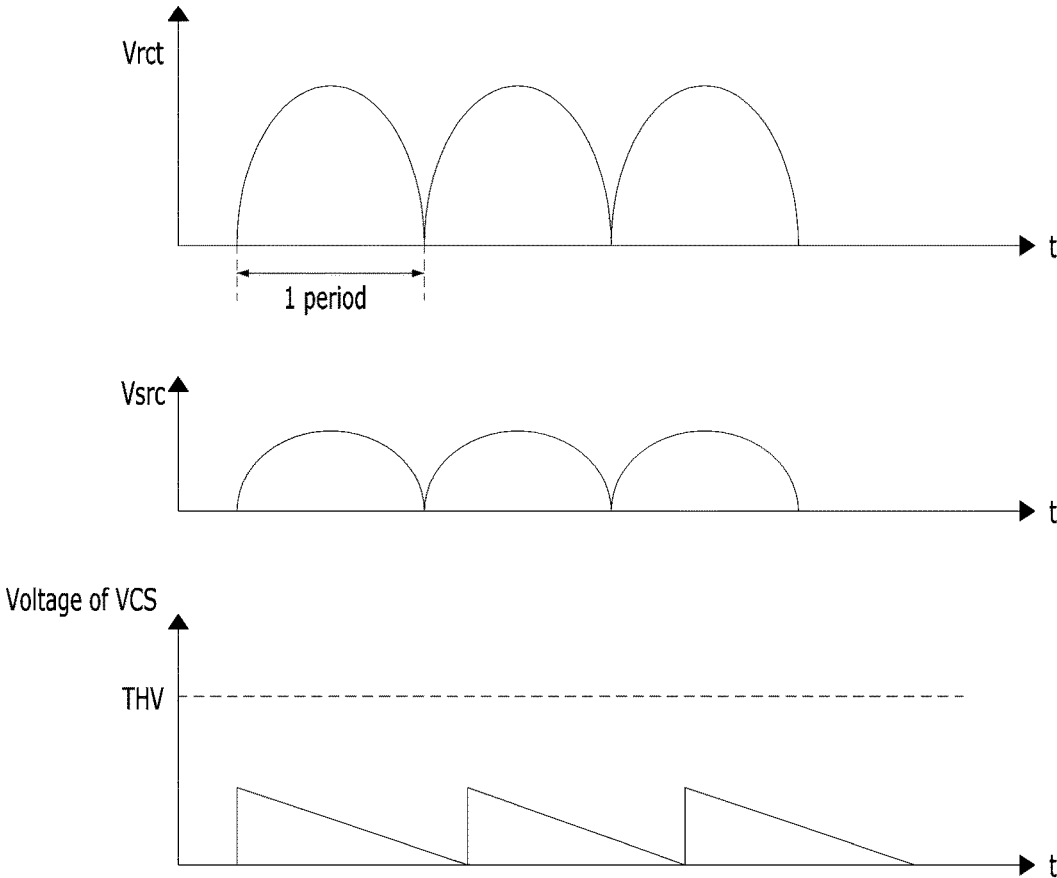 Vrct
t
1 period
Vsrc
t
Voltage of VCS
THV
t